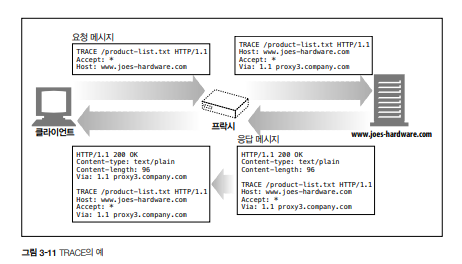 요청 메시지
TRACE /product-list.txt HTTP/1.1
Accept: *
Host: www.joes-hardware.com
TRACE /product-list.txt HTTP/1.1
Host: www.joes-hardware.com
Accept: *
Via: 1.1 proxy3.company.com
클라이언트
프락시
www.joes-hardware.com
응답 메시지
HTTP/1.1 200 OK
Content-type: text/plain
Content-length: 96
Via: 1.1 proxy3.company.com
TRACE /product-list.txt HTTP/1.1
Host: www.joes-hardware.com
Accept: *
Via: 1.1 proxy3.company.com
HTTP/1.1 200 OK
Content-type: text/plain
Content-length: 96
TRACE /product-list.txt HTTP/1.1
Host: www.joes-hardware.com
Accept: *
Via: 1.1 proxy3.company.com
그림 3-11 TRACE의 예